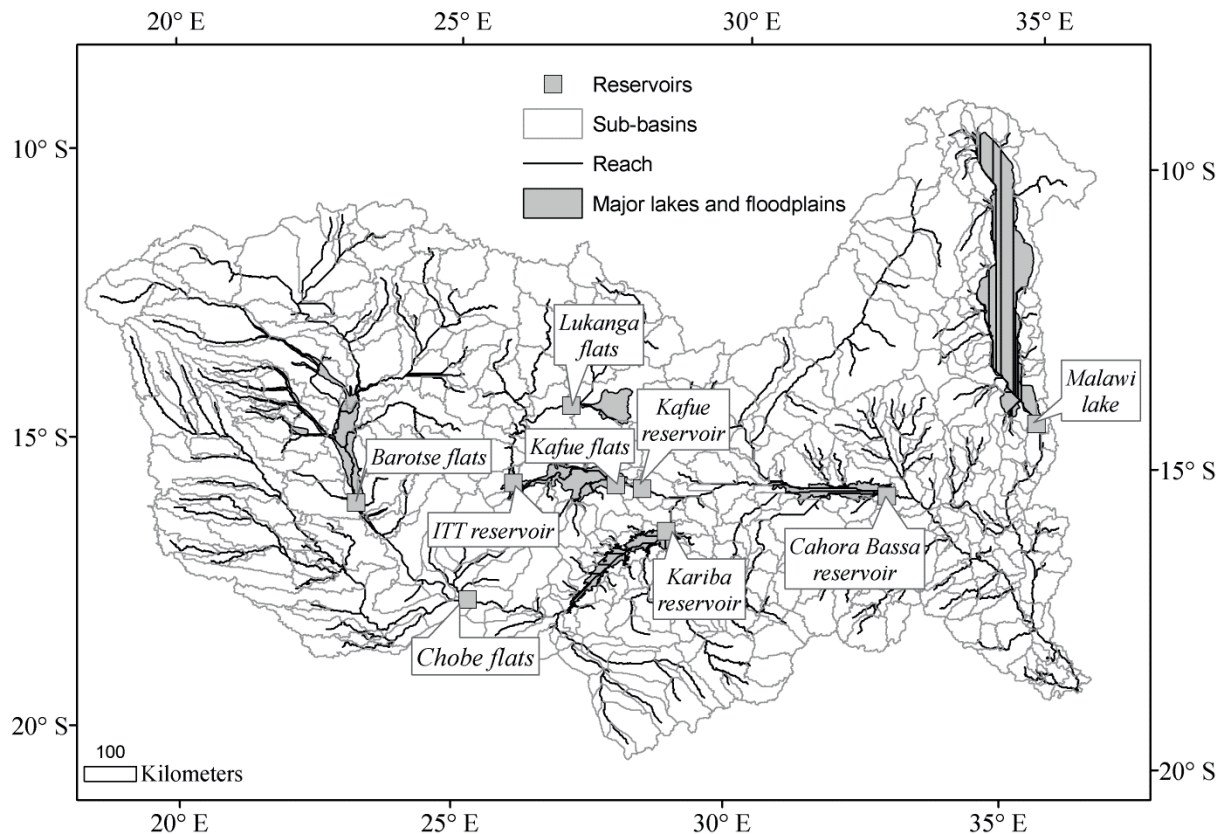 20° E 25° E 30° E 35° E
Reservoirs
Sub-basins
Reach
Major lakes and floodplains
10° S
10° S
Lukanga
flats
Malawi
lake
Kafue
reservoir
15° S
Kafue flats
Barotse flats
15° S
ITT reservoir
Cahora Bassa
reservoir
Kariba
reservoir
Chobe flats
20° S
100
Kilometers
20° S
20° E 25° E 30° E 35° E